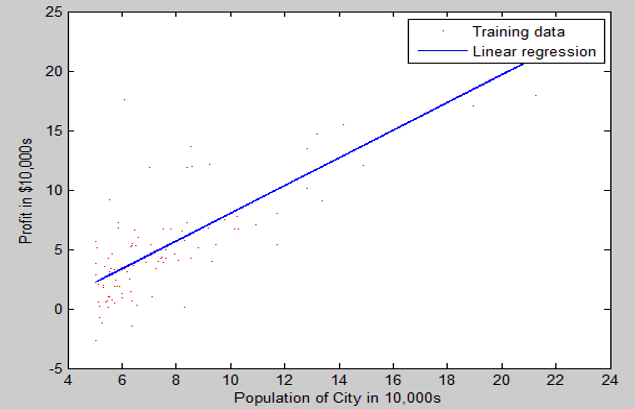 25
20
15
10
5
0
-5
Profit in $10,000s
Training data
Linear regression
4 6 8 10 12 14 16 18 20 22 24
Population of City in 10,000s